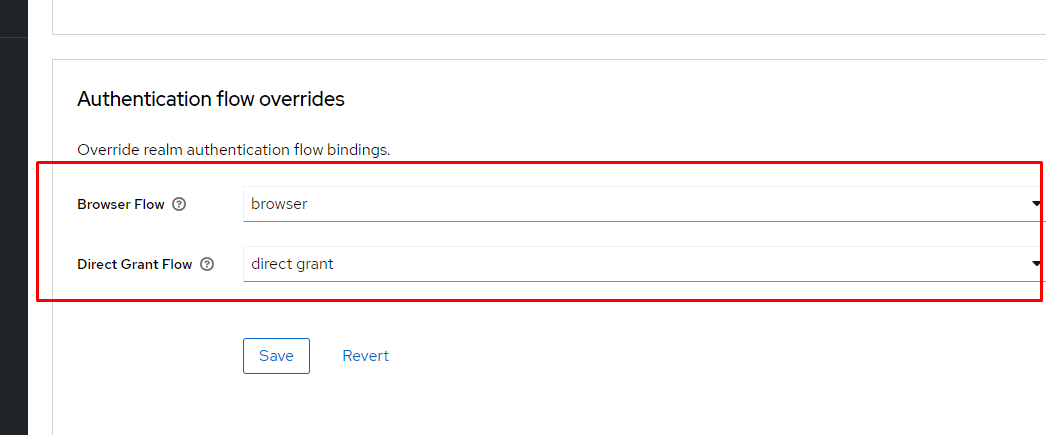 Authentication flow overrides
Override realm authentication flow bindings.
Browser Flow ? browser
Direct Grant Flow ? direct grant
Save Revert